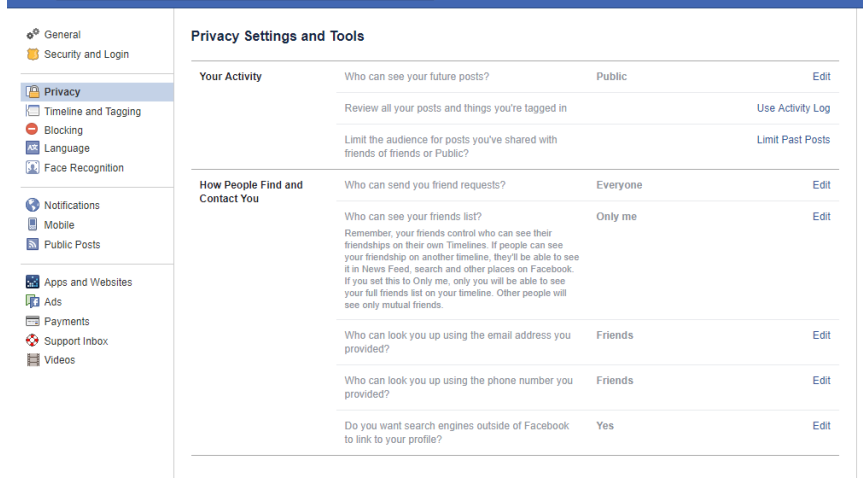 General
Security and Login
Privacy
Timeline and Tagging
Blocking
Language
Face Recognition
Notifications
Mobile
Public Posts
Apps and Websites
Ads
Payments
Support Inbox
Videos
Privacy Settings and Tools
Your Activity
Who can see your future posts? Public Edit
Review all your posts and things you're tagged in Use Activity Log
Limit the audience for posts you've shared with Limit Past Posts
friends of friends or Public?
How People Find and
Contact You
Who can send you friend requests? Everyone Edit
Who can see your friends list? Only me Edit
Remember, your friends control who can see their
friendships on their own Timelines. If people can see
your friendship on another timeline, they'll be able to see
it in News Feed, search and other places on Facebook.
If you set this to Only me, only you will be able to see
your full friends list on your timeline. Other people will
see only mutual friends.
Who can look you up using the email address you Friends Edit
provided?
Who can look you up using the phone number you Friends Edit
provided?
Do you want search engines outside of Facebook Yes Edit
to link to your profile?